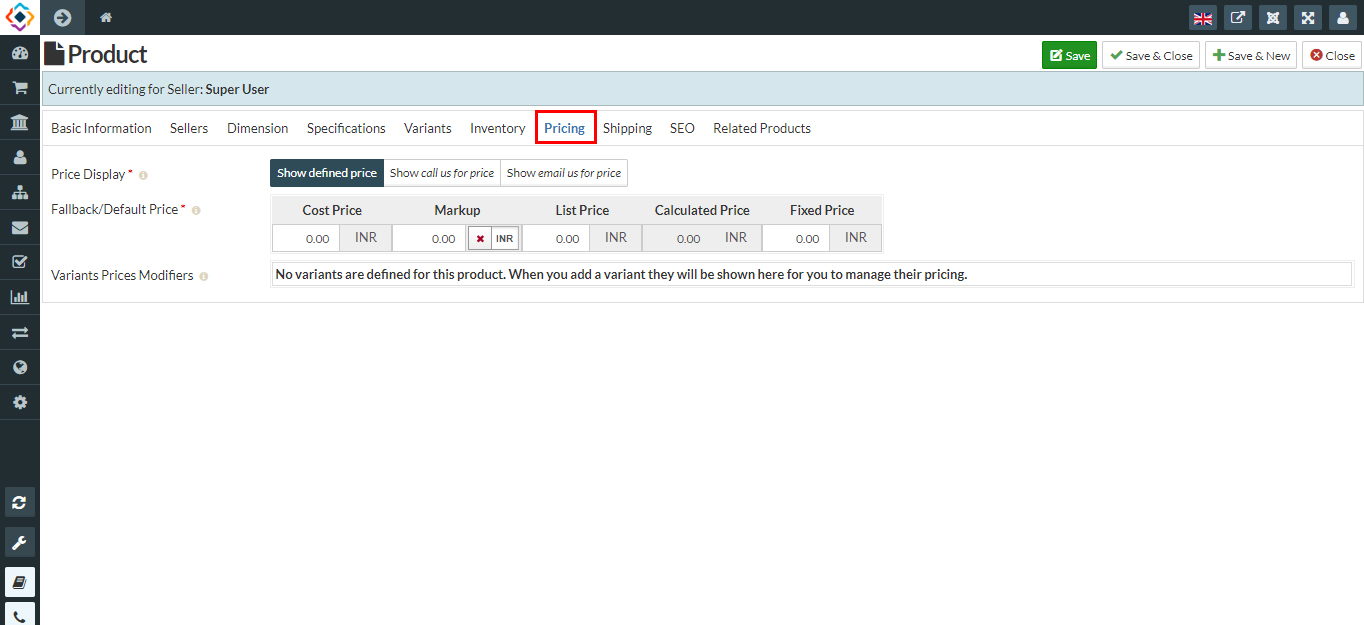 Product
Save
Save & Close
Save & New
Close
Currently editing for Seller: Super User
Basic Information Sellers Dimension Specifications Variants Inventory Pricing Shipping SEO Related Products
Price Display * Show defined price Show call us for price Show email us for price
Fallback/Default Price * Cost Price Markup List Price Calculated Price Fixed Price
0.00 INR 0.00 INR 0.00 INR 0.00 INR 0.00 INR
Variants Prices Modifiers No variants are defined for this product. When you add a variant they will be shown here for you to manage their pricing.